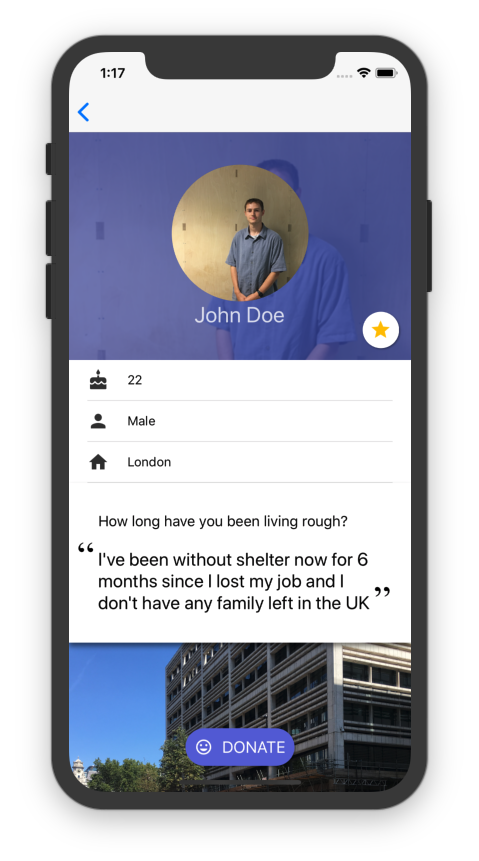 1:17
John Doe
22
Male
London
How long have you been living rough?
“I've been without shelter now for 6
months since I lost my job and I
don't have any family left in the UK”
DONATE